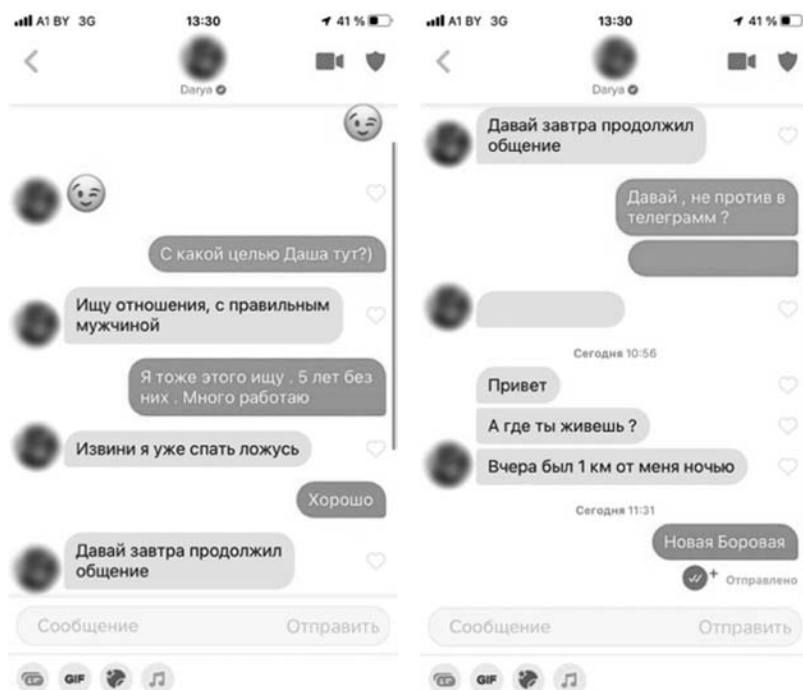 A1 BY 3G 13:30 41 %
Darya
С какой целью Даша тут?)
Ищу отношения, с правильным
мужчиной
Я тоже этого ищу . 5 лет без
них . Много работаю
Извини я уже спать ложусь
Хорошо
Давай завтра продолжил
общение
Сообщение Отправить
GIF
A1 BY 3G 13:30 41 %
Darya
Давай завтра продолжил
общение
Давай , не против в
телеграмм ?
Сегодня 10:56
Привет
А где ты живешь ?
Вчера был 1 км от меня ночью
Сегодня 11:31
Новая Боровая
Отправлено
Сообщение Отправить
GIF